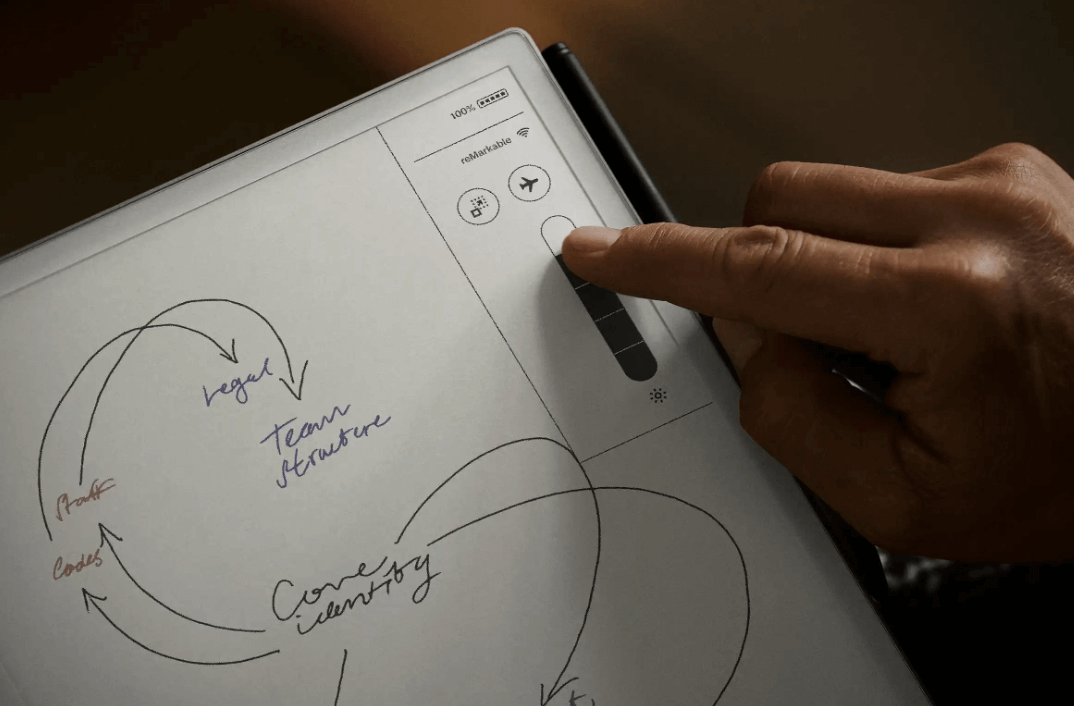 100%
reMarkable
Legal
Team
structure
Staff
Codes
Core
identity